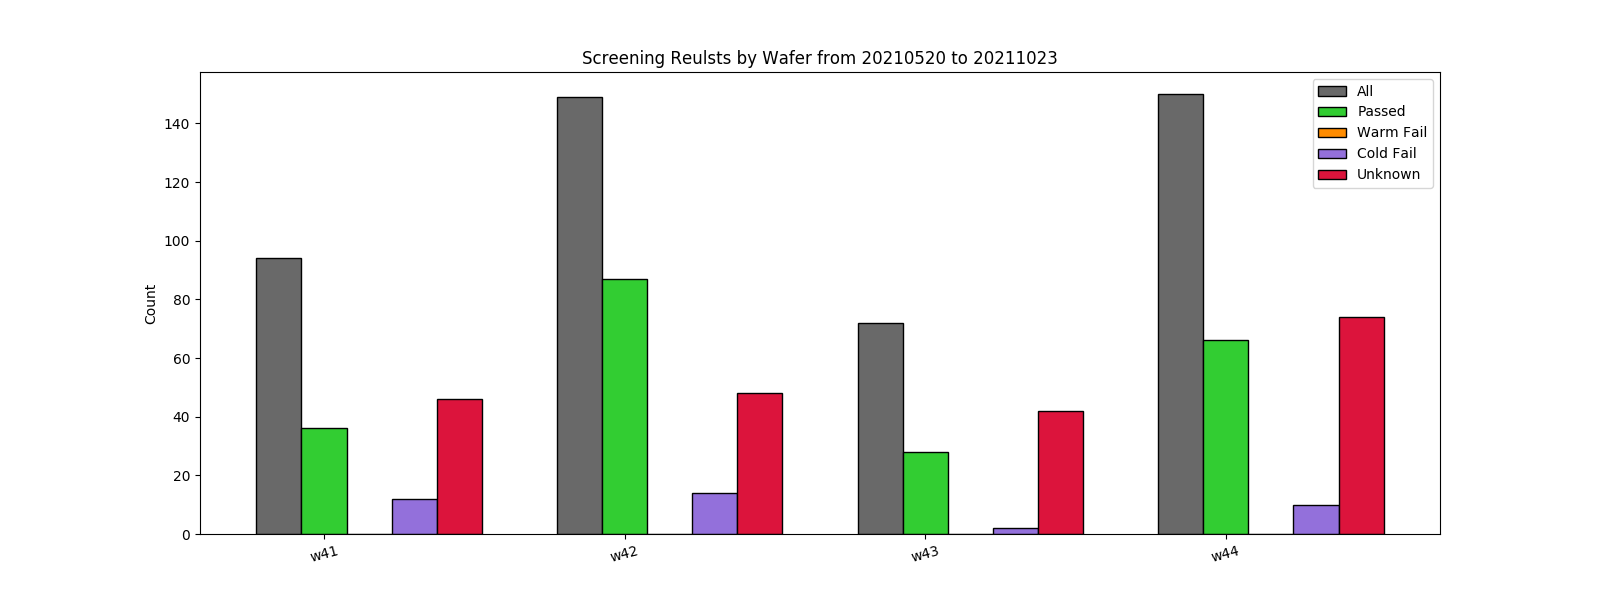 Screening Reulsts by Wafer from 20210520 to 20211023
All
Passed
Warm Fail
Cold Fail
Unknown
Count
140
120
100
80
60
40
20
0
w41
w42
w43
w44